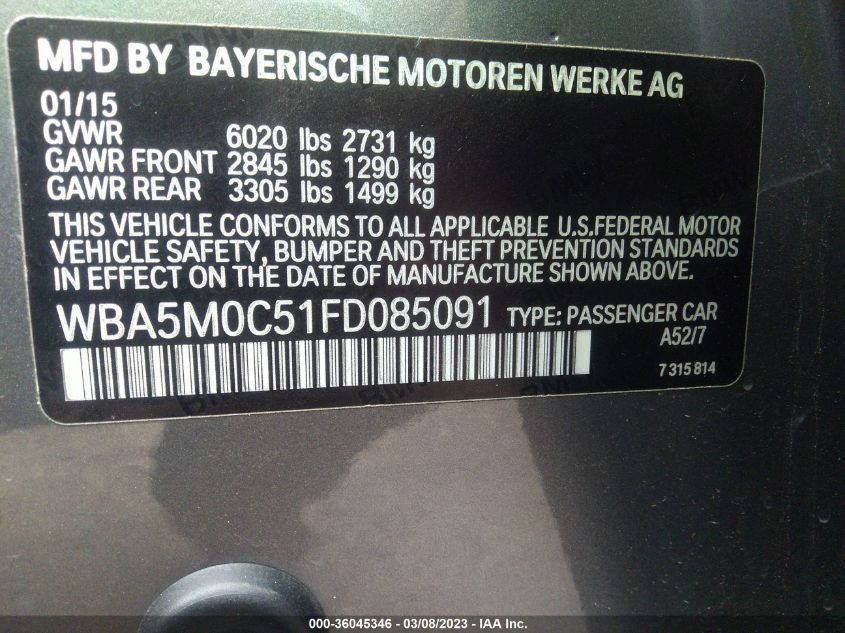 MFD BY BAYERISCHE MOTOREN WERKE AG
01/15
GVWR 6020 lbs 2731 kg
GAWR FRONT 2845 lbs 1290 kg
GAWR REAR 3305 lbs 1499 kg
THIS VEHICLE CONFORMS TO ALL APPLICABLE U.S.FEDERAL MOTOR
VEHICLE SAFETY, BUMPER AND THEFT PREVENTION STANDARDS
IN EFFECT ON THE DATE OF MANUFACTURE SHOWN ABOVE.
WBA5M0C51FD085091 TYPE: PASSENGER CAR
A52/7
7 315 814
000-36045346 - 03/08/2023 - IAA Inc.